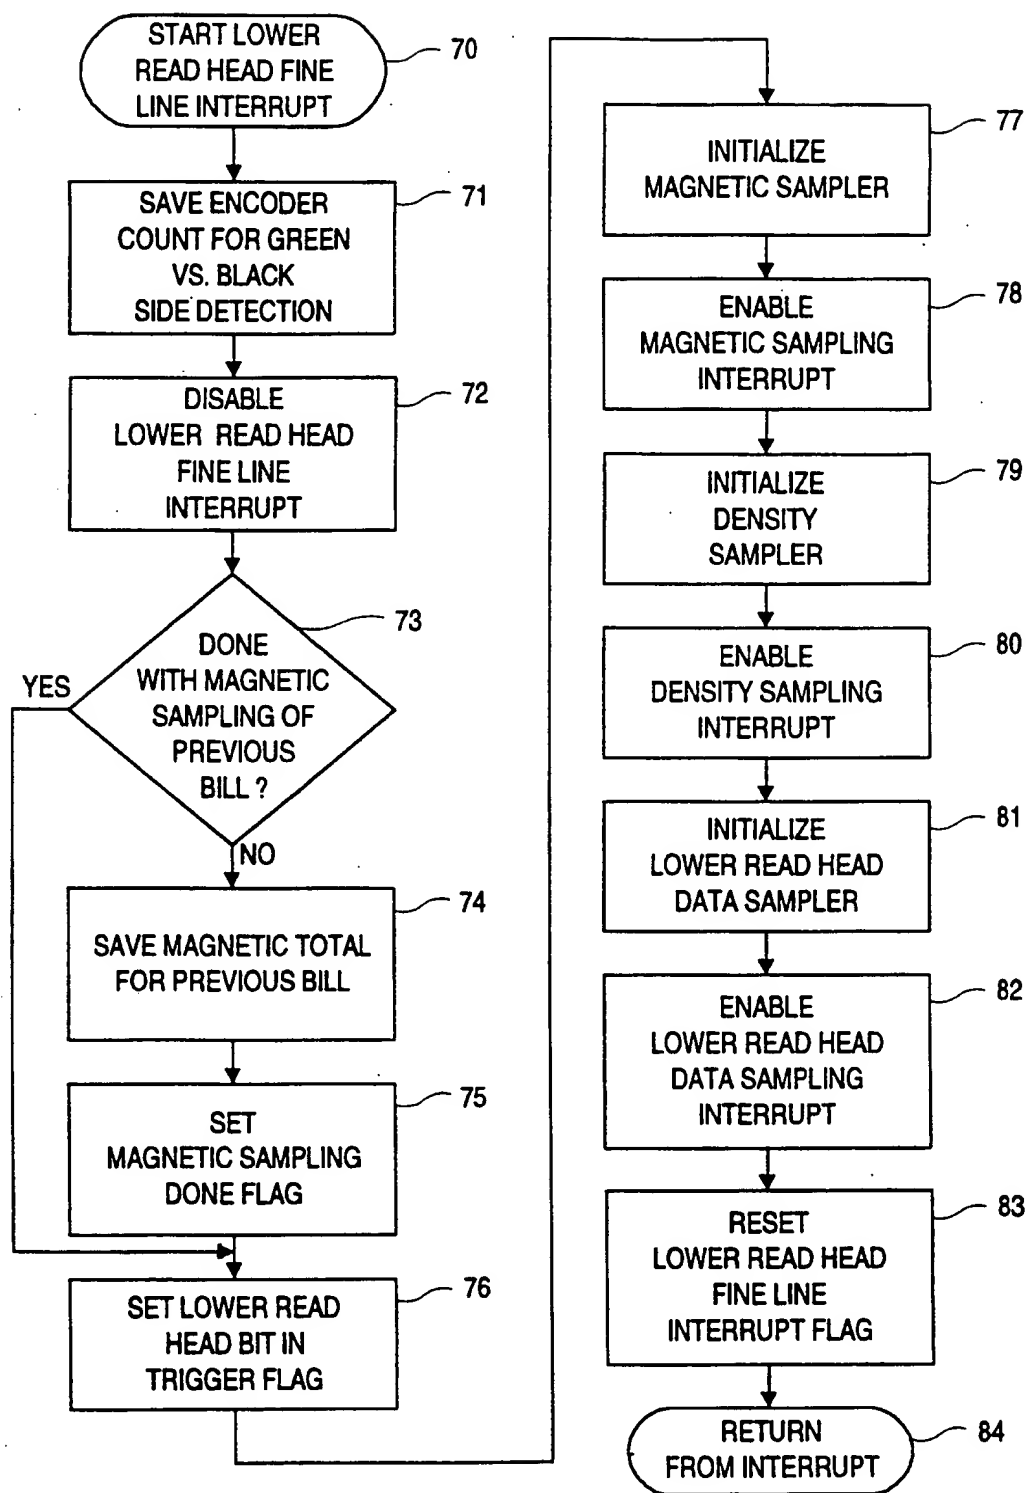 START LOWER
READ HEAD FINE
LINE INTERRUPT
70
SAVE ENCODER
COUNT FOR GREEN
VS. BLACK
SIDE DETECTION
71
DISABLE
LOWER READ HEAD
FINE LINE
INTERRUPT
72
DONE
WITH MAGNETIC
SAMPLING OF
PREVIOUS
BILL ?
73
YES
NO
SAVE MAGNETIC TOTAL
FOR PREVIOUS BILL
74
SET
MAGNETIC SAMPLING
DONE FLAG
75
SET LOWER READ
HEAD BIT IN
TRIGGER FLAG
76
INITIALIZE
MAGNETIC SAMPLER
77
ENABLE
MAGNETIC SAMPLING
INTERRUPT
78
INITIALIZE
DENSITY
SAMPLER
79
ENABLE
DENSITY SAMPLING
INTERRUPT
80
INITIALIZE
LOWER READ HEAD
DATA SAMPLER
81
ENABLE
LOWER READ HEAD
DATA SAMPLING
INTERRUPT
82
RESET
LOWER READ HEAD
FINE LINE
INTERRUPT FLAG
83
RETURN
FROM INTERRUPT
84